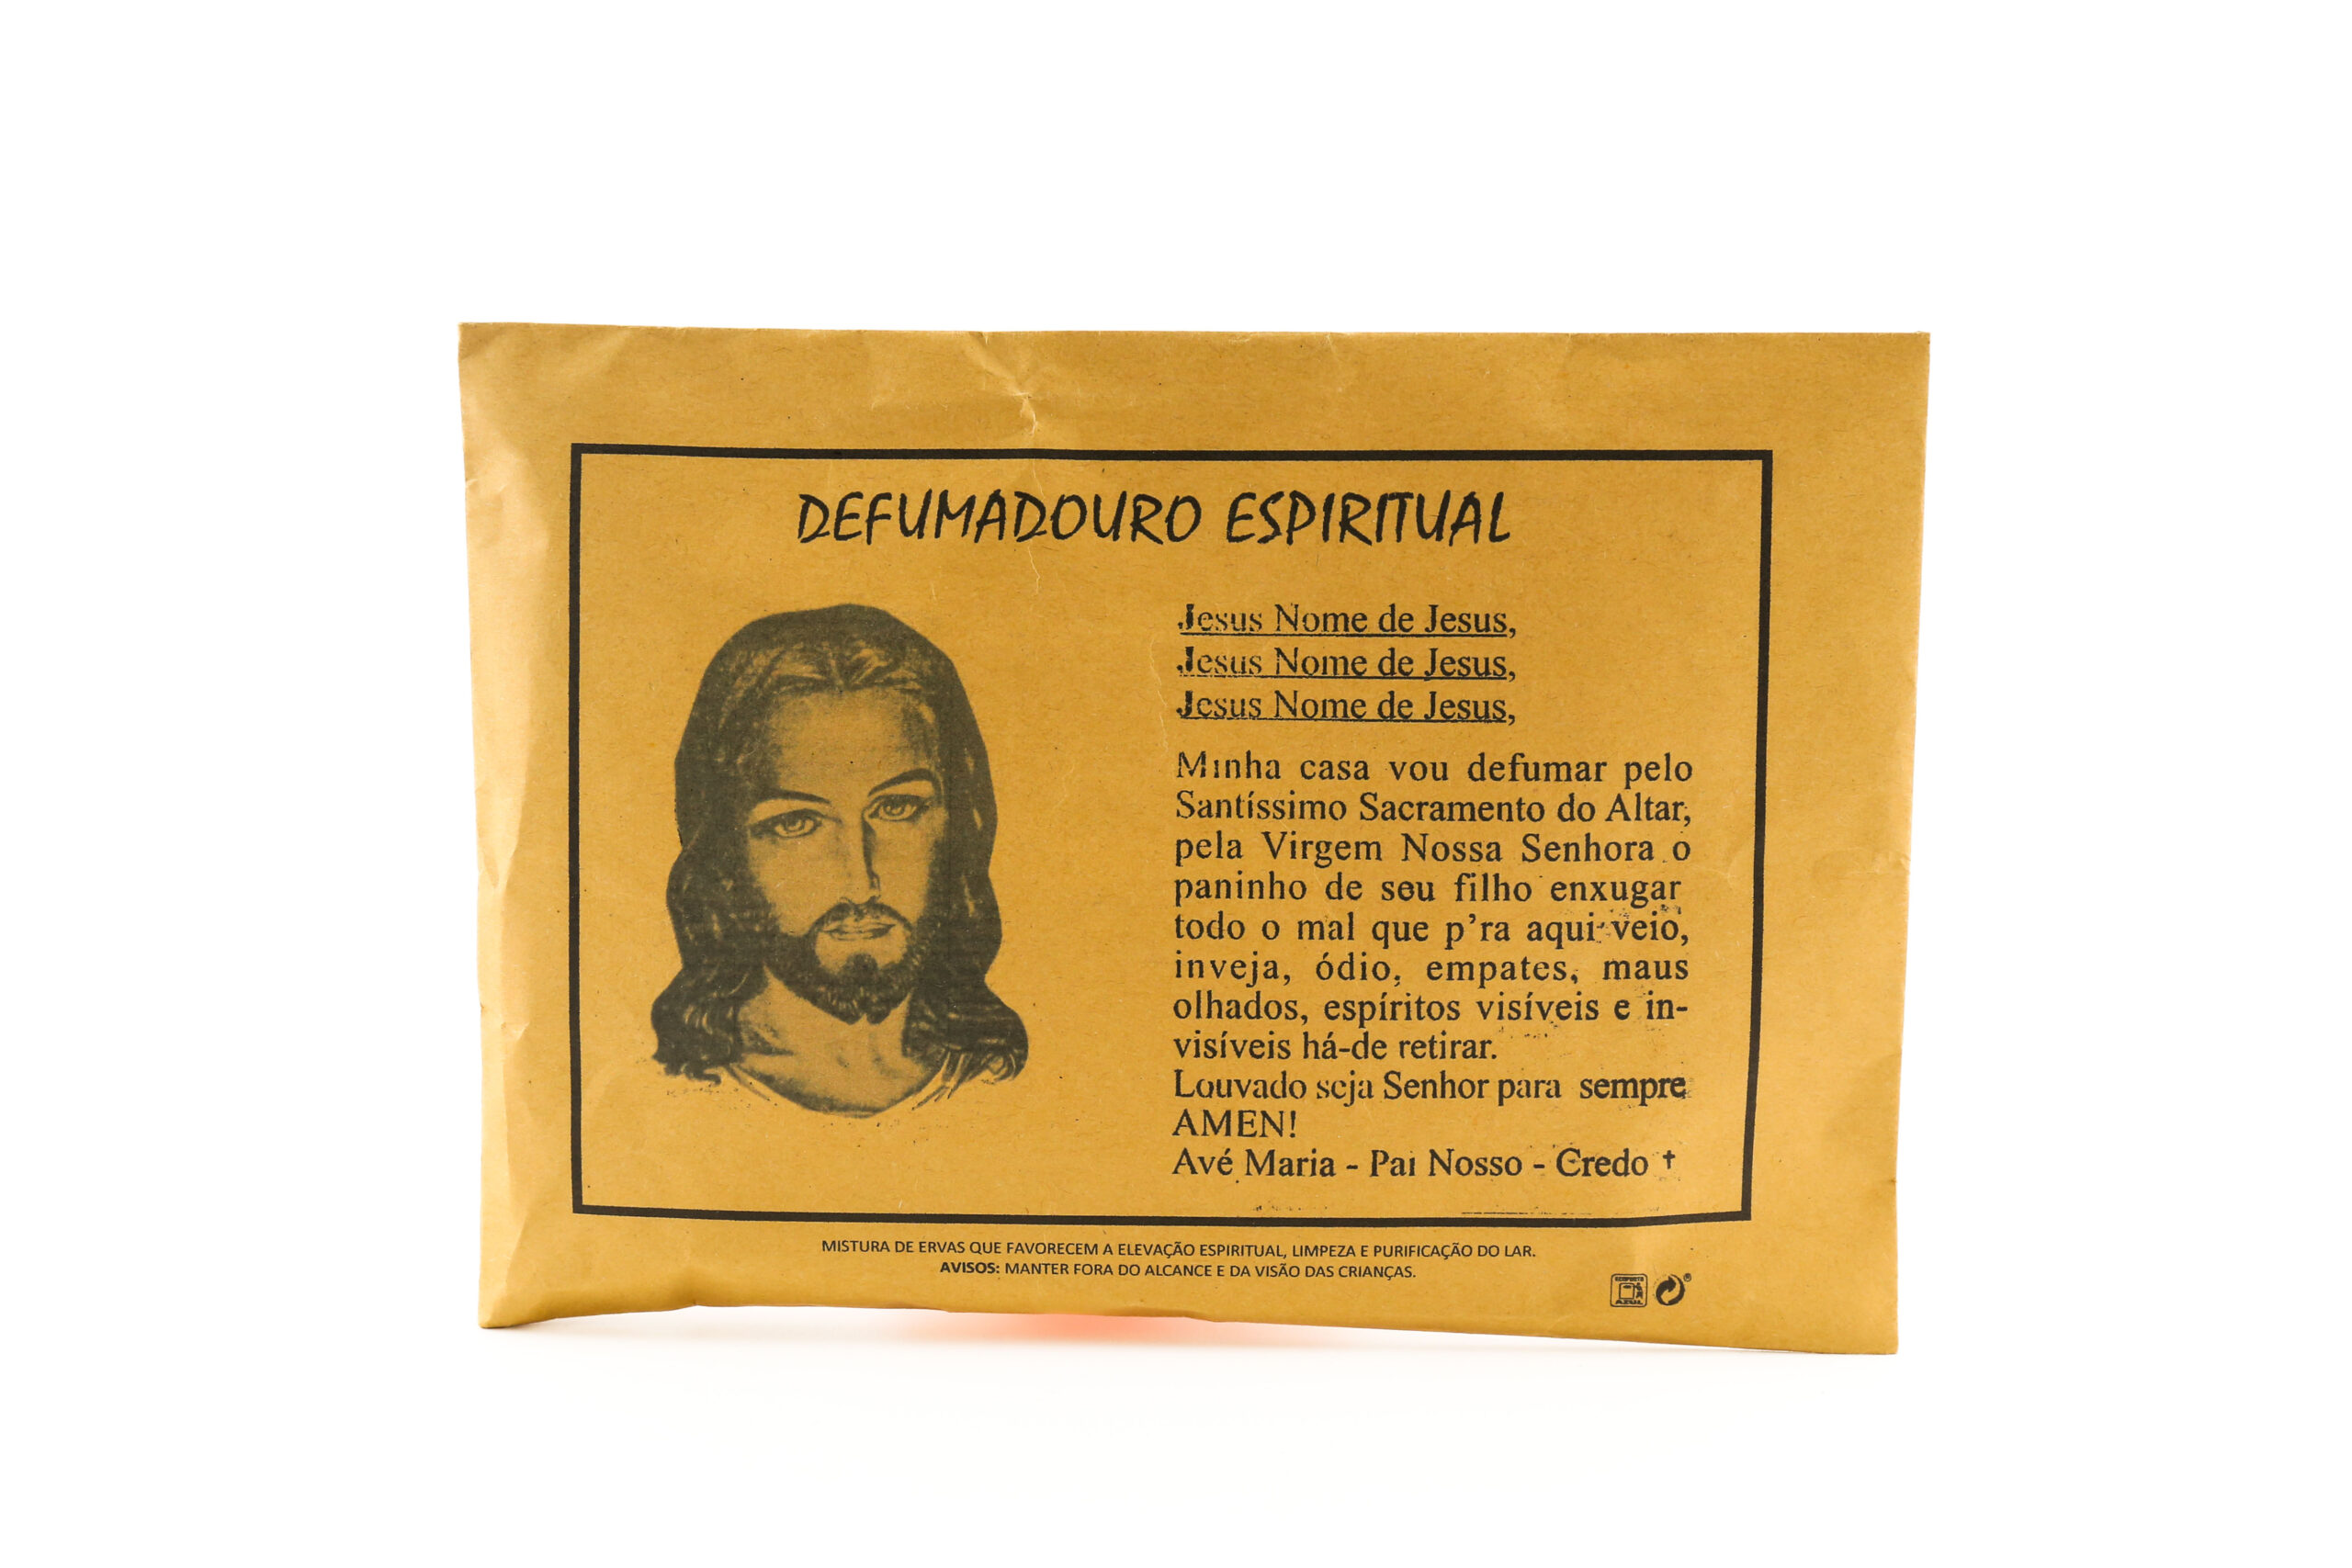 DEFUMADOURO ESPIRITUAL
Jesus Nome de Jesus,
Jesus Nome de Jesus,
Jesus Nome de Jesus,
Minha casa vou defumar pelo
Santíssimo Sacramento do Altar,
pela Virgem Nossa Senhora o
paninho de seu filho enxugar
todo o mal que p'ra aqui veio,
inveja, ódio, empates, maus
olhados, espíritos visíveis e in-
visíveis há-de retirar.
Louvado seja Senhor para sempre
AMEN!
Avé Maria - Pai Nosso - Credo ✝
MISTURA DE ERVAS QUE FAVORECEM A ELEVAÇÃO ESPIRITUAL, LIMPEZA E PURIFICAÇÃO DO LAR.
AVISOS: MANTER FORA DO ALCANCE E DA VISÃO DAS CRIANÇAS.
ECOPONTO
AZUL
®